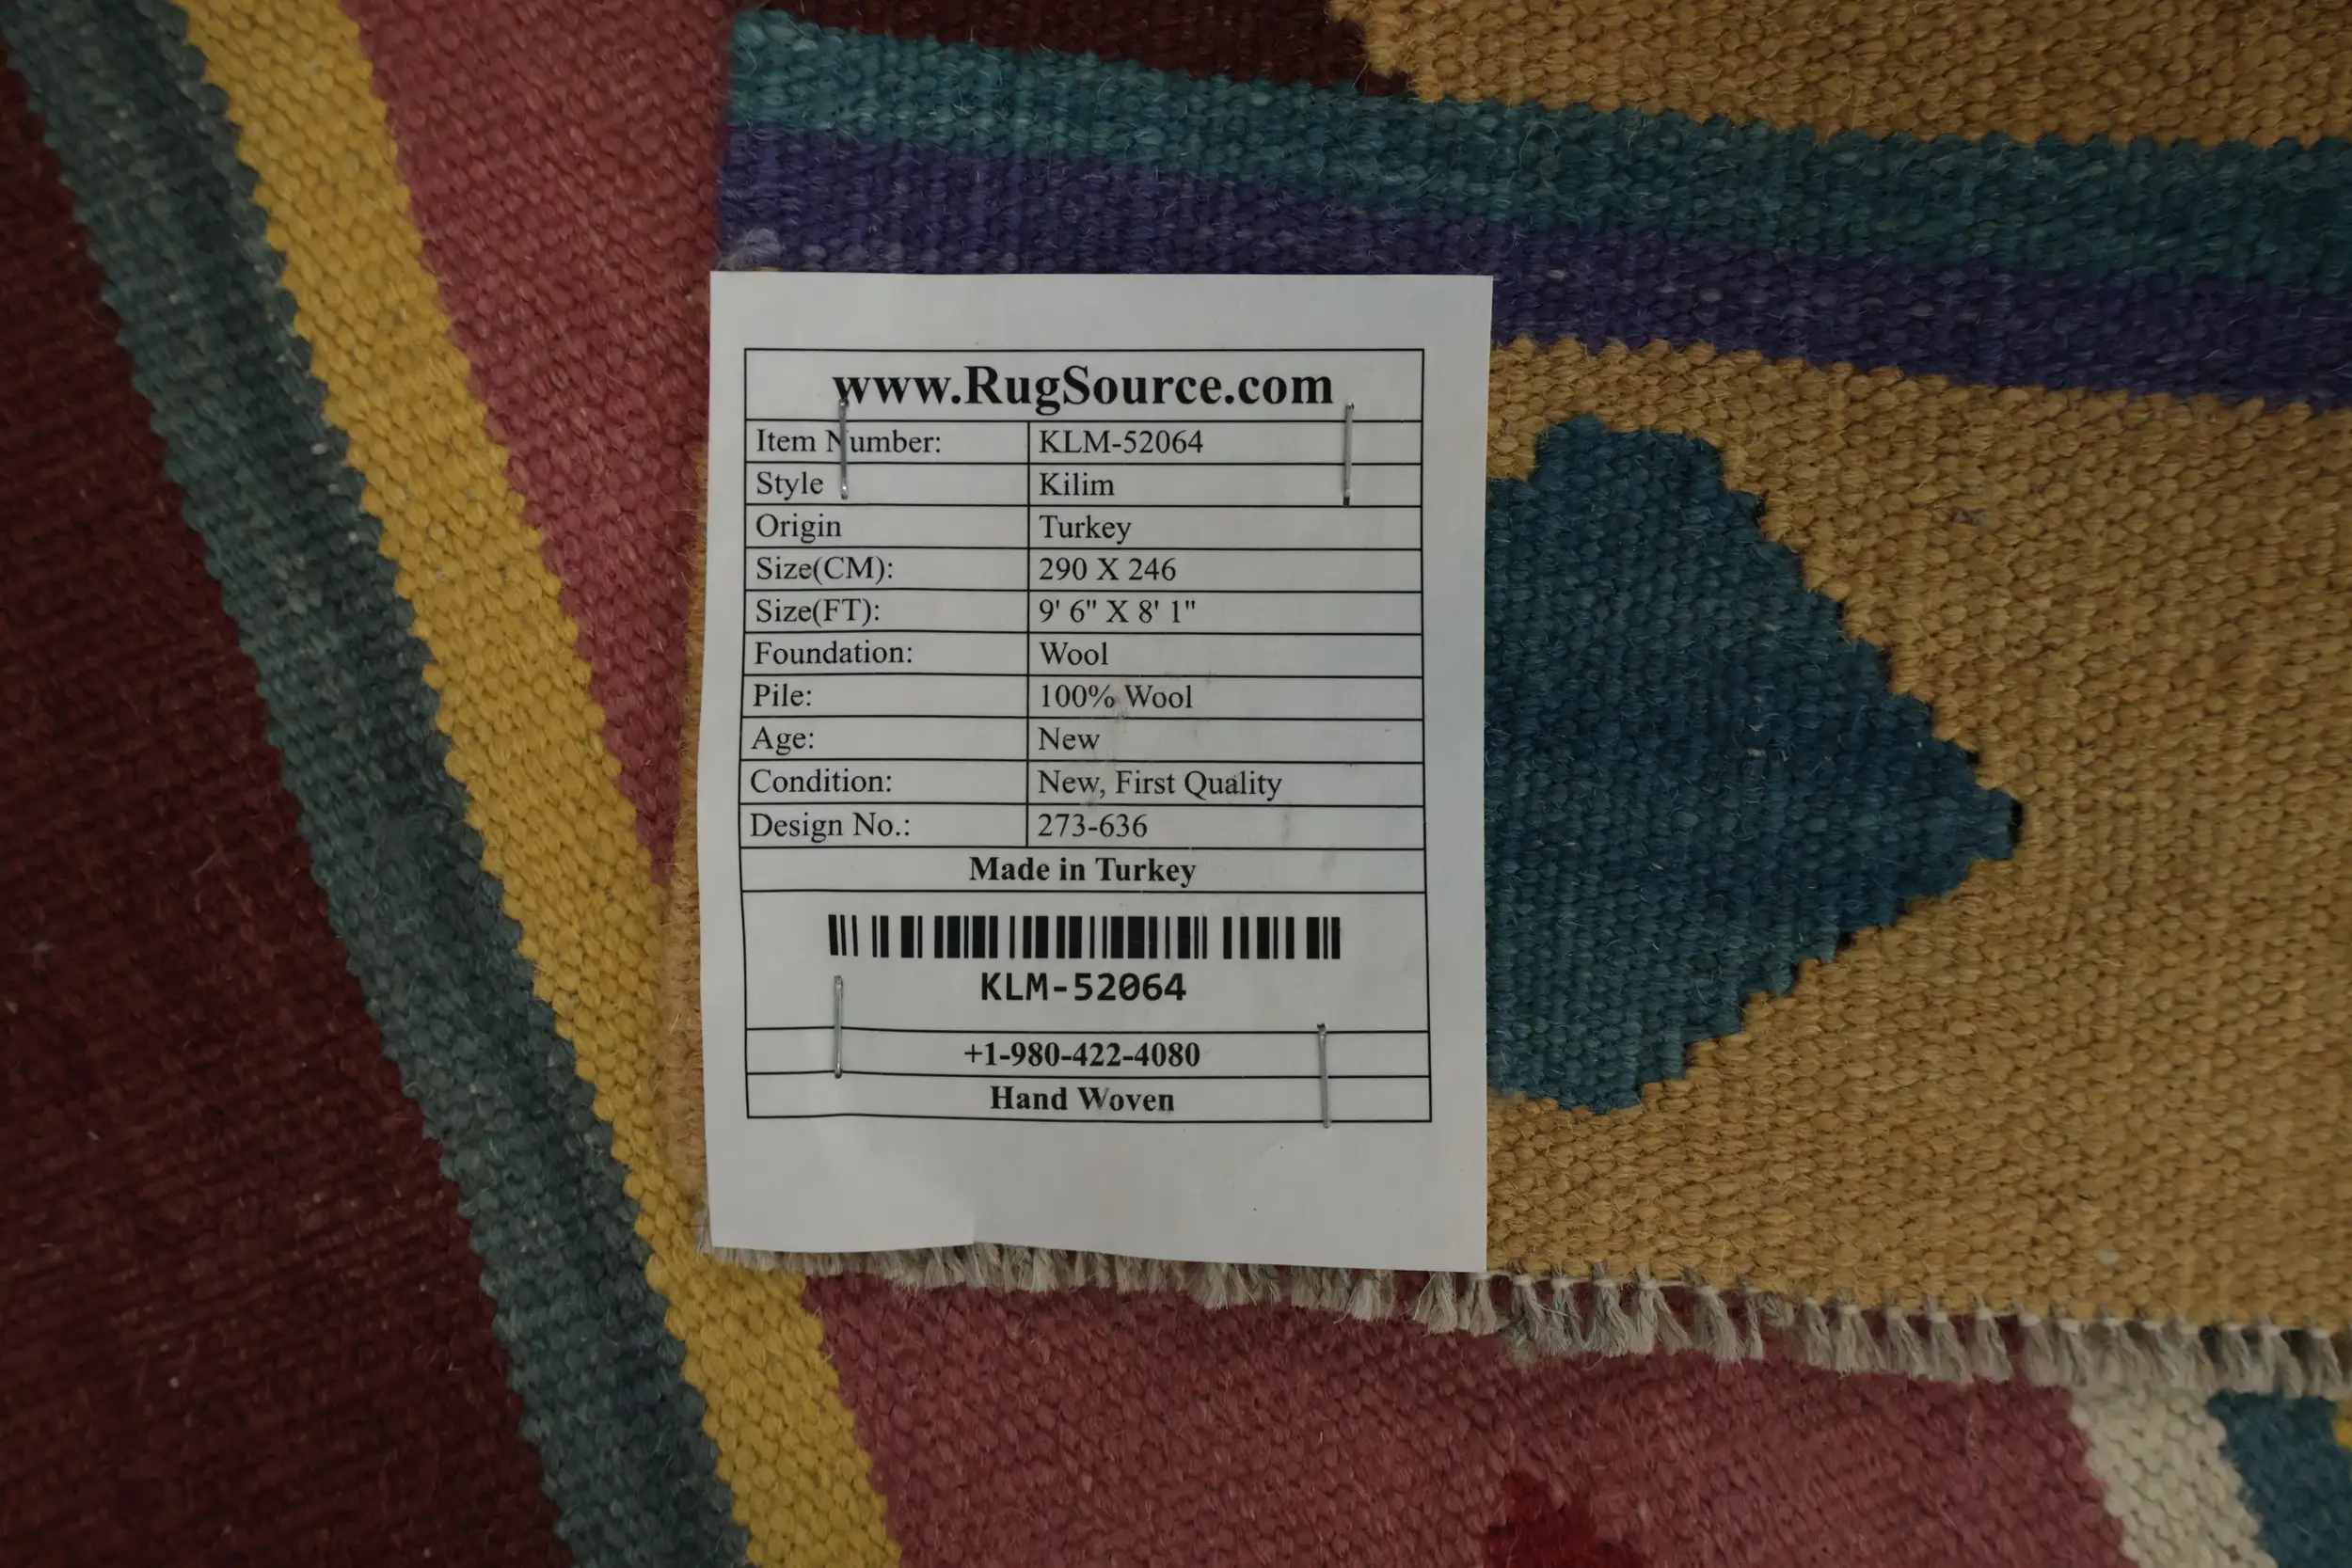 www.RugSource.com
Item Number: KLM-52064
Style Kilim
Origin Turkey
Size(CM): 290 X 246
Size(FT): 9' 6" X 8' 1"
Foundation: Wool
Pile: 100% Wool
Age: New
Condition: New, First Quality
Design No.: 273-636
Made in Turkey
KLM-52064
+1-980-422-4080
Hand Woven